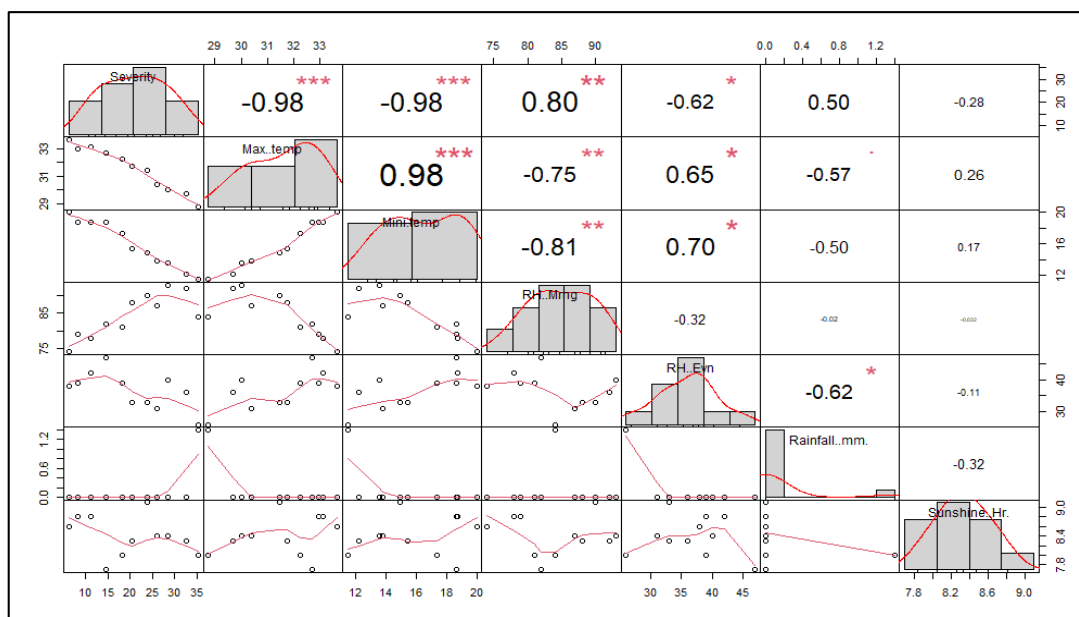 29 30 31 32 33 75 80 85 90 0.0 0.4 0.8 1.2
Severity -0.98 *** -0.98 *** 0.80 ** -0.62 * 0.50 -0.28 10 20 30
29 31 33 Max..temp 0.98 *** -0.75 ** 0.65 * -0.57 . 0.26
Mini.temp -0.81 ** 0.70 * -0.50 0.17 12 16 20
75 85 RH..Mrng -0.32 -0.02 -0.032
RH..Evn -0.62 * -0.11 30 40
0.0 0.6 1.2 Rainfall..mm. -0.32
Sunshine..Hr. 7.8 8.4 9.0
10 15 20 25 30 35 12 14 16 18 20 30 35 40 45 7.8 8.2 8.6 9.0